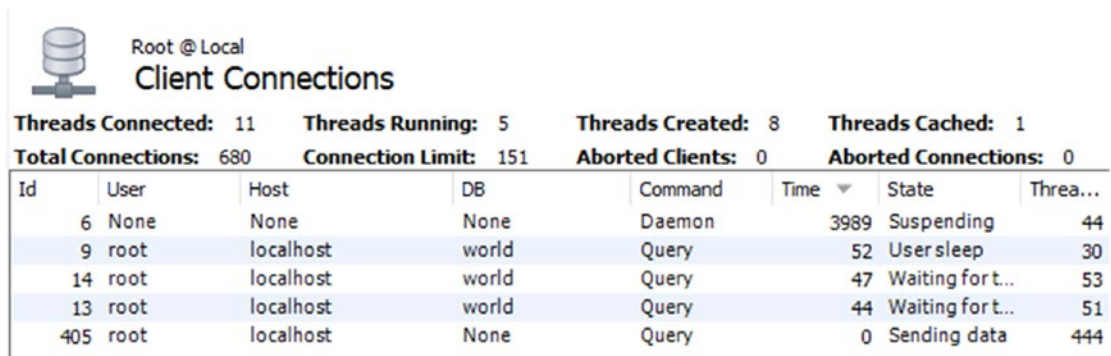 Root @ Local
Client Connections
Threads Connected: 11 Threads Running: 5 Threads Created: 8 Threads Cached: 1
Total Connections: 680 Connection Limit: 151 Aborted Clients: 0 Aborted Connections: 0
Id User Host DB Command Time State Threa...
6 None None None Daemon 3989 Suspending 44
9 root localhost world Query 52 User sleep 30
14 root localhost world Query 47 Waiting for t... 53
13 root localhost world Query 44 Waiting for t... 51
405 root localhost None Query 0 Sending data 444